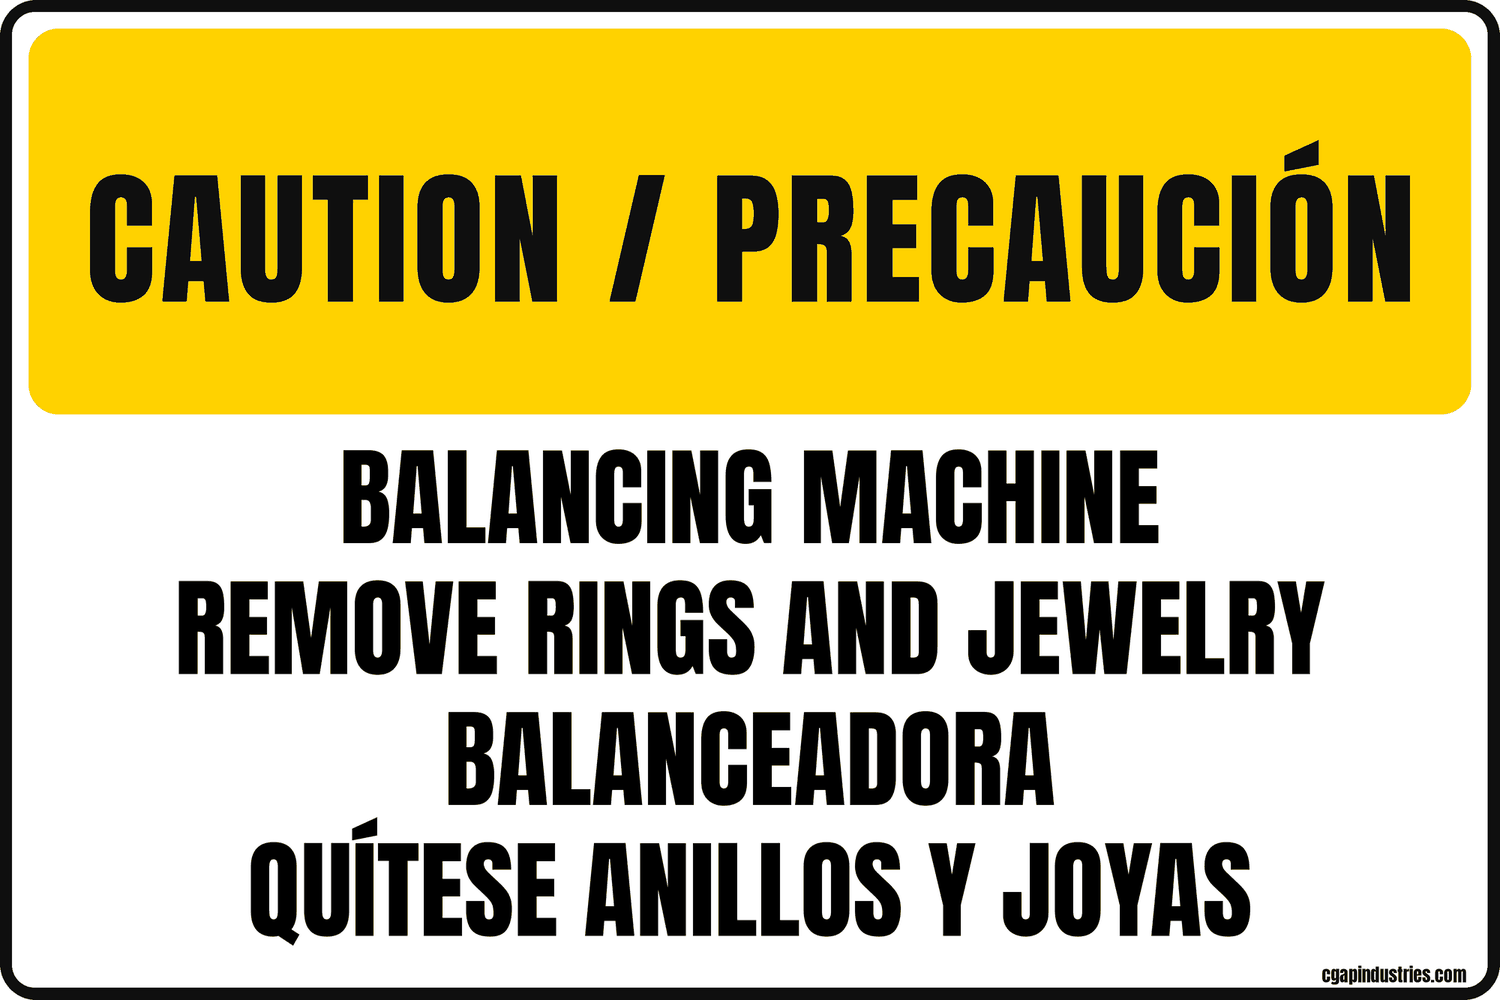 CAUTION / PRECAUCIÓN
BALANCING MACHINE
REMOVE RINGS AND JEWELRY
BALANCEADORA
QUÍTESE ANILLOS Y JOYAS
cgapindustries.com